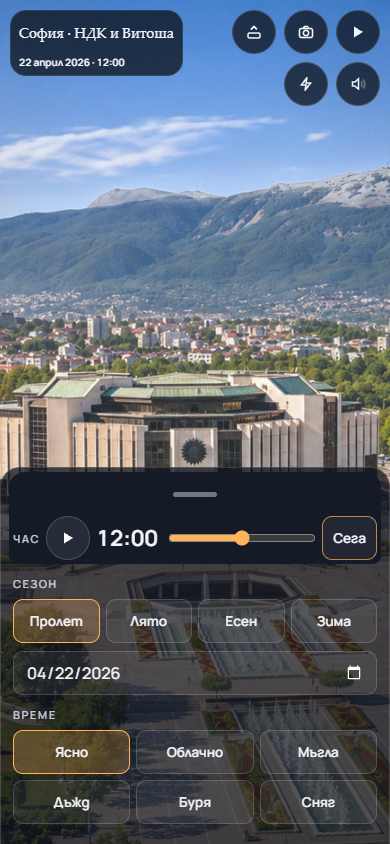 София · НДК и Витоша
22 април 2026 · 12:00
ЧАС
12:00
Сега
СЕЗОН
Пролет
Лято
Есен
Зима
04/22/2026
ВРЕМЕ
Ясно
Облачно
Мъгла
Дъжд
Буря
Сняг